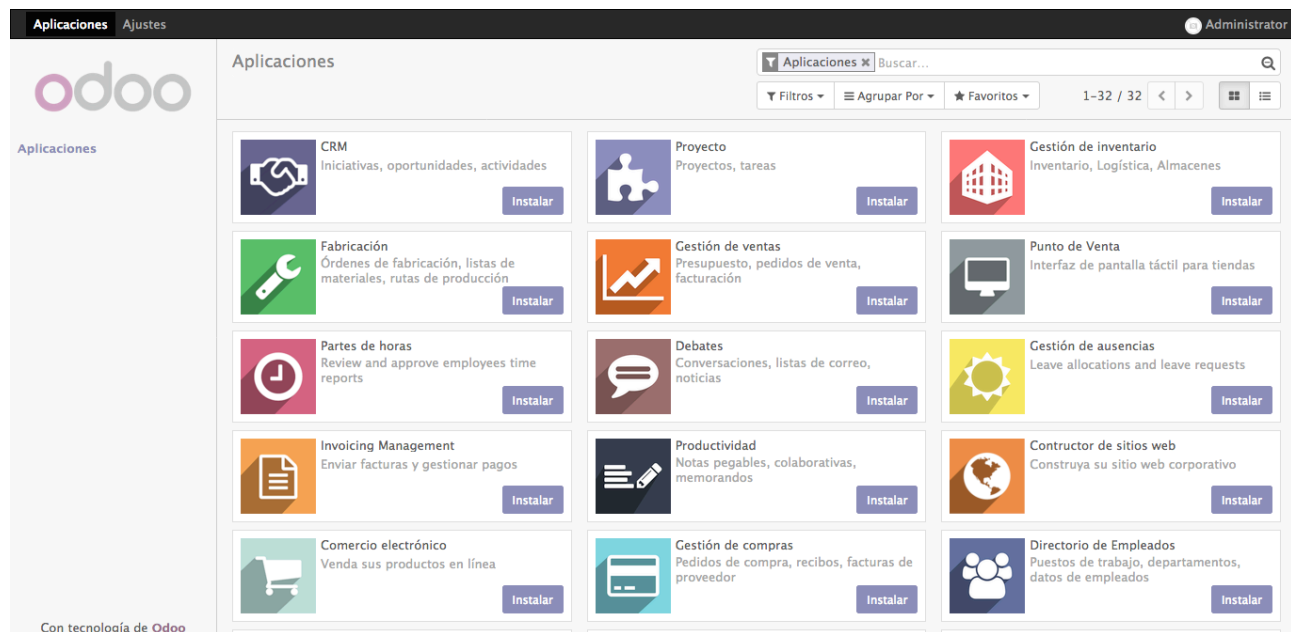 Aplicaciones Ajustes Administrator
odoo
Aplicaciones
Aplicaciones
Aplicaciones Buscar...
Filtros Agrupar Por Favoritos 1-32 / 32
CRM
Iniciativas, oportunidades, actividades
Instalar
Proyecto
Proyectos, tareas
Instalar
Gestión de inventario
Inventario, Logística, Almacenes
Instalar
Fabricación
Órdenes de fabricación, listas de
materiales, rutas de producción
Instalar
Gestión de ventas
Presupuesto, pedidos de venta,
facturación
Instalar
Punto de Venta
Interfaz de pantalla táctil para tiendas
Instalar
Partes de horas
Review and approve employees time
reports
Instalar
Debates
Conversaciones, listas de correo,
noticias
Instalar
Gestión de ausencias
Leave allocations and leave requests
Instalar
Invoicing Management
Enviar facturas y gestionar pagos
Instalar
Productividad
Notas pegables, colaborativas,
memorandos
Instalar
Contructor de sitios web
Construya su sitio web corporativo
Instalar
Comercio electrónico
Venda sus productos en línea
Instalar
Gestión de compras
Pedidos de compra, recibos, facturas de
proveedor
Instalar
Directorio de Empleados
Puestos de trabajo, departamentos,
datos de empleados
Instalar
Con tecnología de Odoo